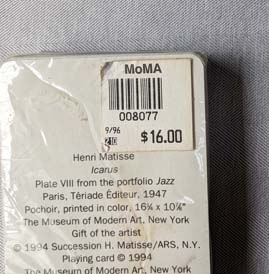 MoMA
008077
9/96
$16.00
Henri Matisse
Icarus
Plate VIII from the portfolio Jazz
Paris, Tériade Éditeur, 1947
Pochoir, printed in color, 16¼ x 10¼"
The Museum of Modern Art, New York
Gift of the artist
© 1994 Succession H. Matisse/ARS, N.Y.
Playing card © 1994
The Museum of Modern Art, New York